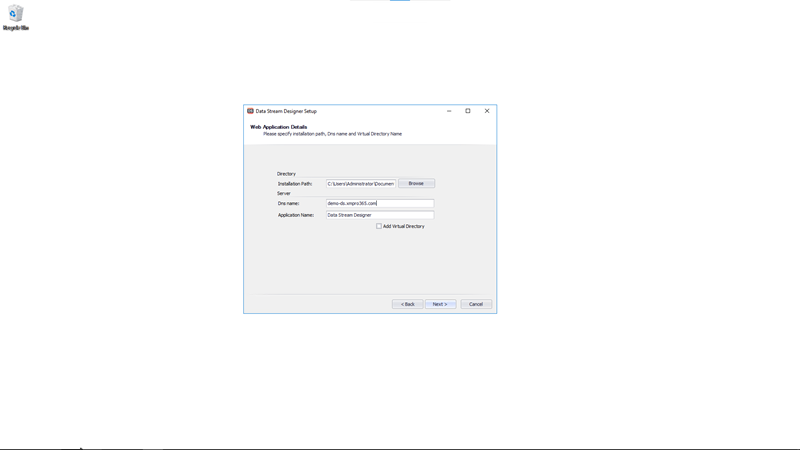 Recycle Bin
Data Stream Designer Setup
Web Application Details
Please specify installation path, Dns name and Virtual Directory Name
Directory
Installation Path: C:\Users\Administrator\Documen Browse
Server
Dns name: demo-ds.xmpro365.com
Application Name: Data Stream Designer
Add Virtual Directory
< Back Next > Cancel